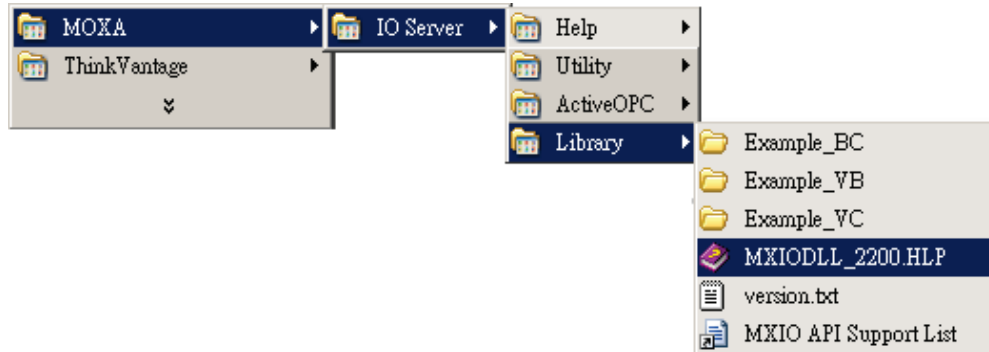 MOXA
ThinkVantage
IO Server
Help
Utility
ActiveOPC
Library
Example_BC
Example_VB
Example_VC
MXIODLL_2200.HLP
version.txt
MXIO API Support List